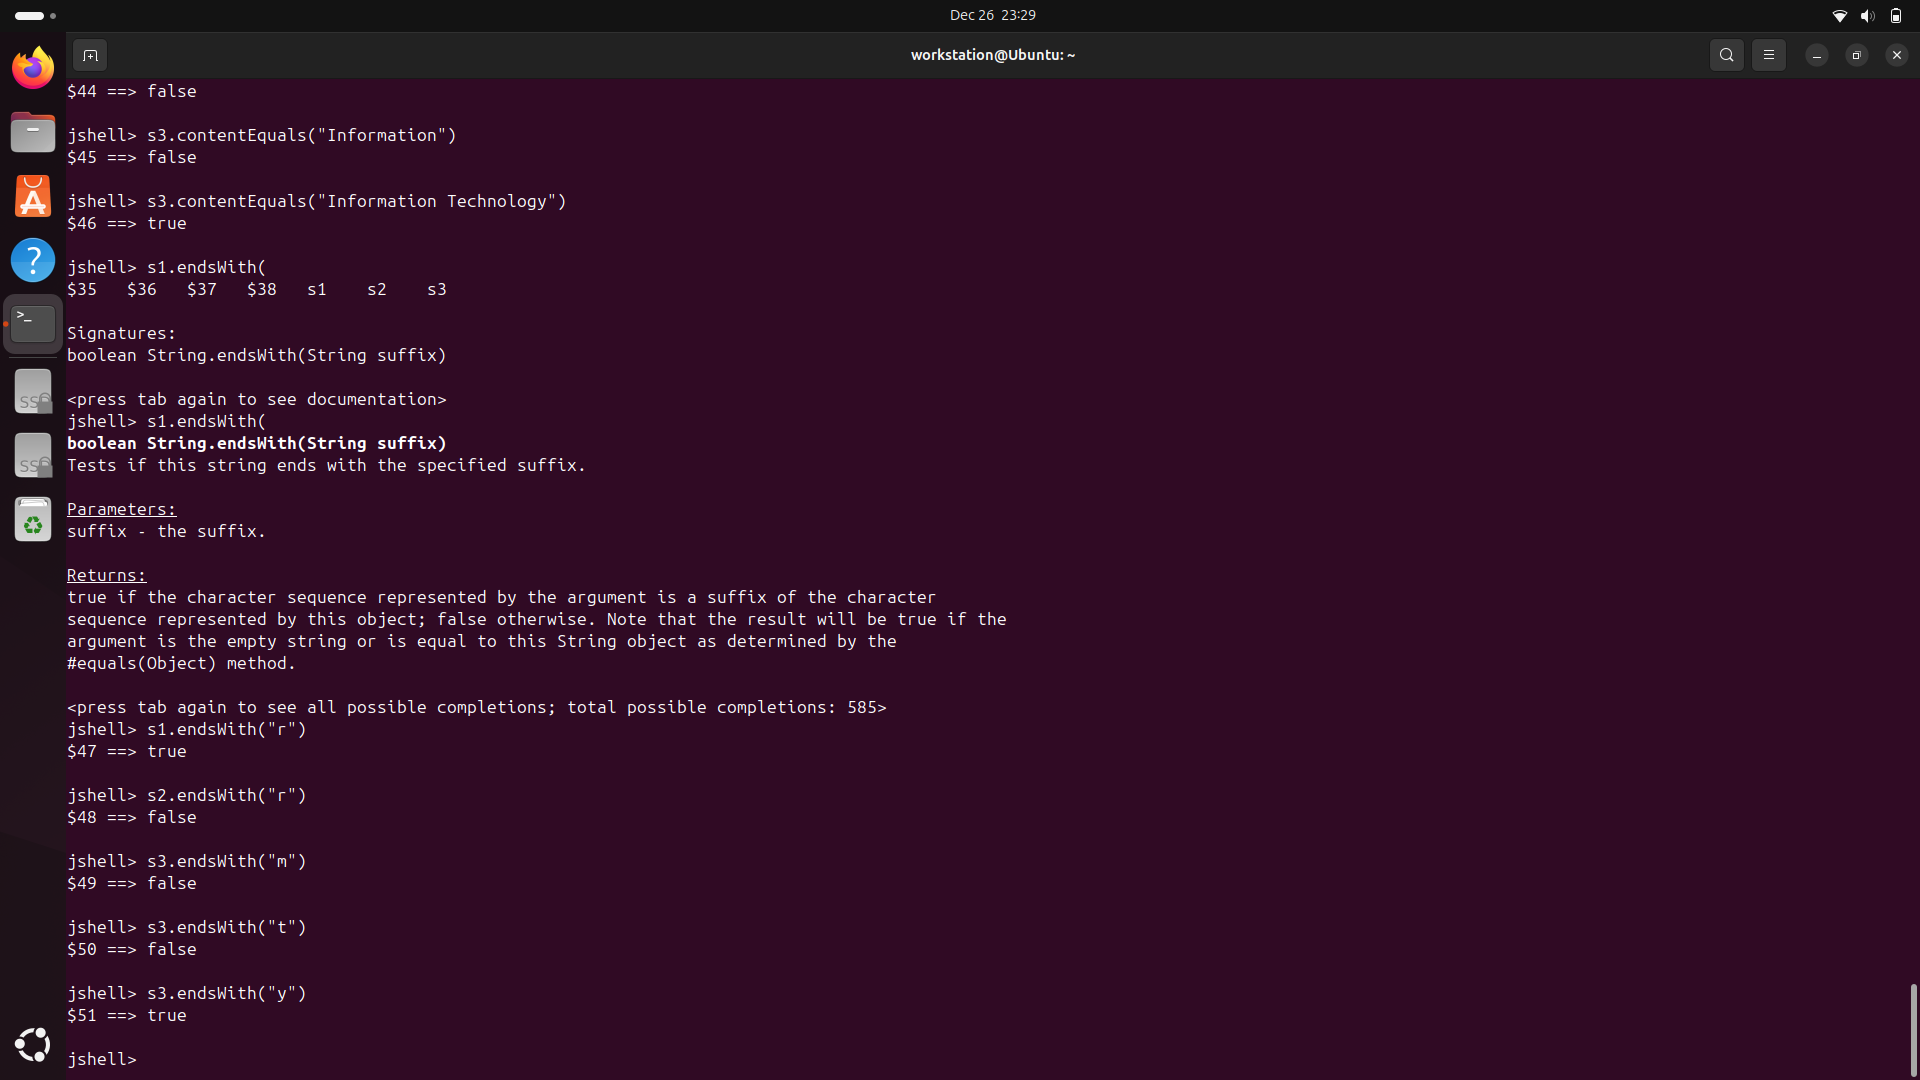 Dec 26  23:29
workstation@Ubuntu: ~
$44 ==> false
jshell> s3.contentEquals("Information")
$45 ==> false
jshell> s3.contentEquals("Information Technology")
$46 ==> true
jshell> s1.endsWith(
$35   $36   $37   $38   s1    s2    s3
Signatures:
boolean String.endsWith(String suffix)
<press tab again to see documentation>
jshell> s1.endsWith(
boolean String.endsWith(String suffix)
Tests if this string ends with the specified suffix.
Parameters:
suffix - the suffix.
Returns:
true if the character sequence represented by the argument is a suffix of the character
sequence represented by this object; false otherwise. Note that the result will be true if the
argument is the empty string or is equal to this String object as determined by the
#equals(Object) method.
<press tab again to see all possible completions; total possible completions: 585>
jshell> s1.endsWith("r")
$47 ==> true
jshell> s2.endsWith("r")
$48 ==> false
jshell> s3.endsWith("m")
$49 ==> false
jshell> s3.endsWith("t")
$50 ==> false
jshell> s3.endsWith("y")
$51 ==> true
jshell>